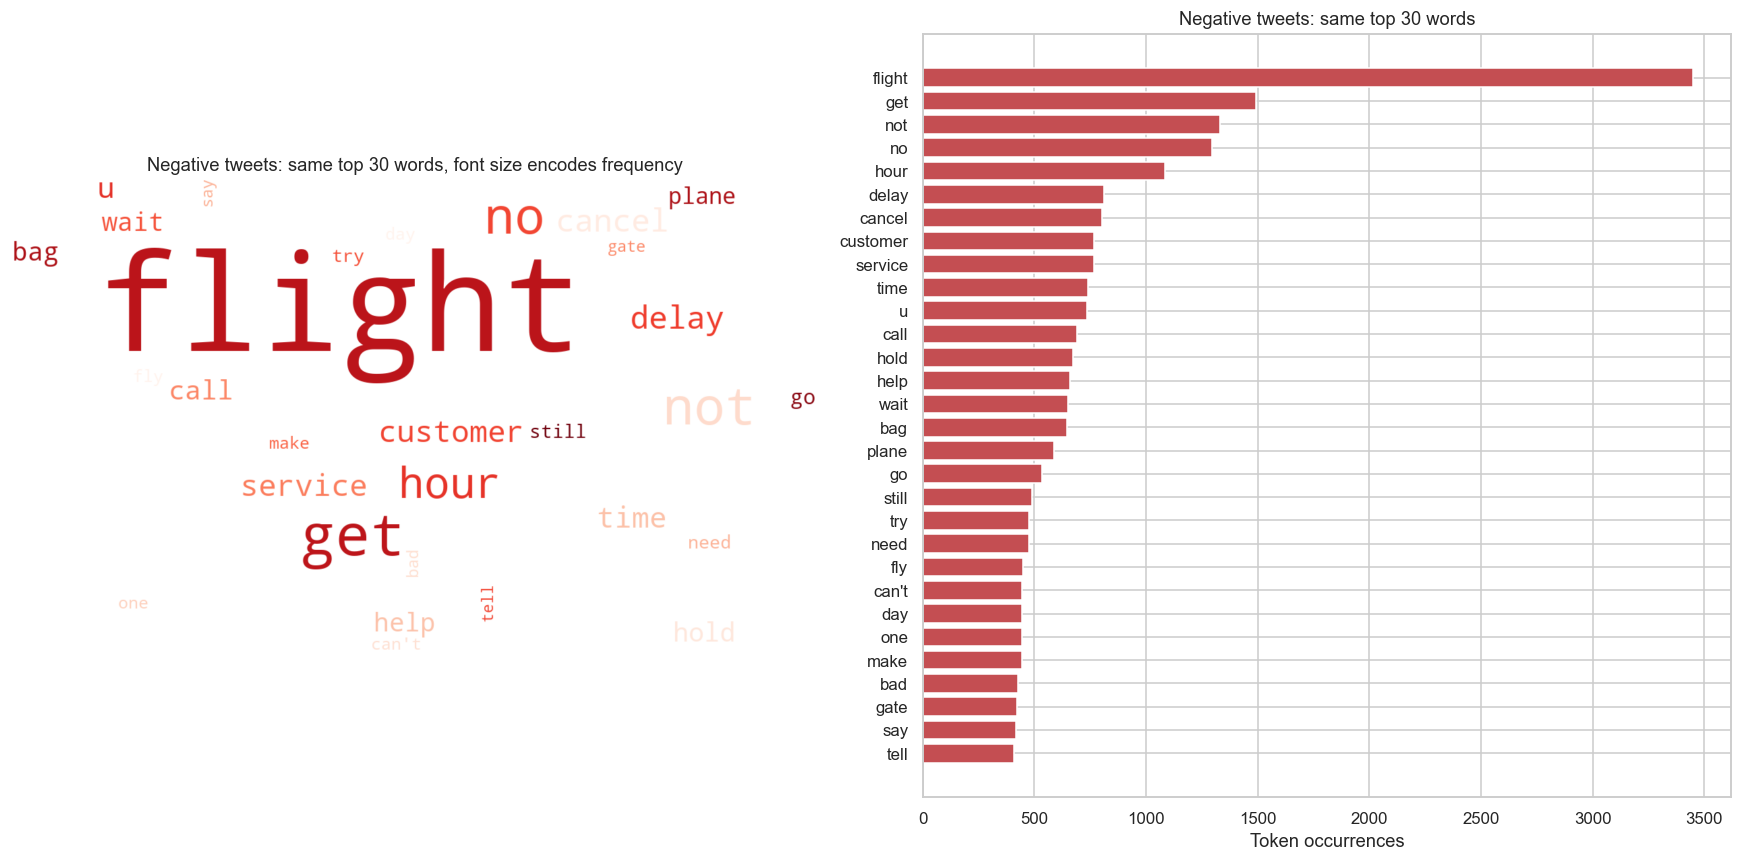 Negative tweets: same top 30 words, font size encodes frequency
u
say
plane
wait
no
cancel
day
gate
bag
try
flight
delay
fly
call
not
go
customer
still
make
service
hour
time
get
need
bad
one
tell
help
hold
can't
Negative tweets: same top 30 words
flight
get
not
no
hour
delay
cancel
customer
service
time
u
call
hold
help
wait
bag
plane
go
still
try
need
fly
can't
day
one
make
bad
gate
say
tell
0 500 1000 1500 2000 2500 3000 3500
Token occurrences